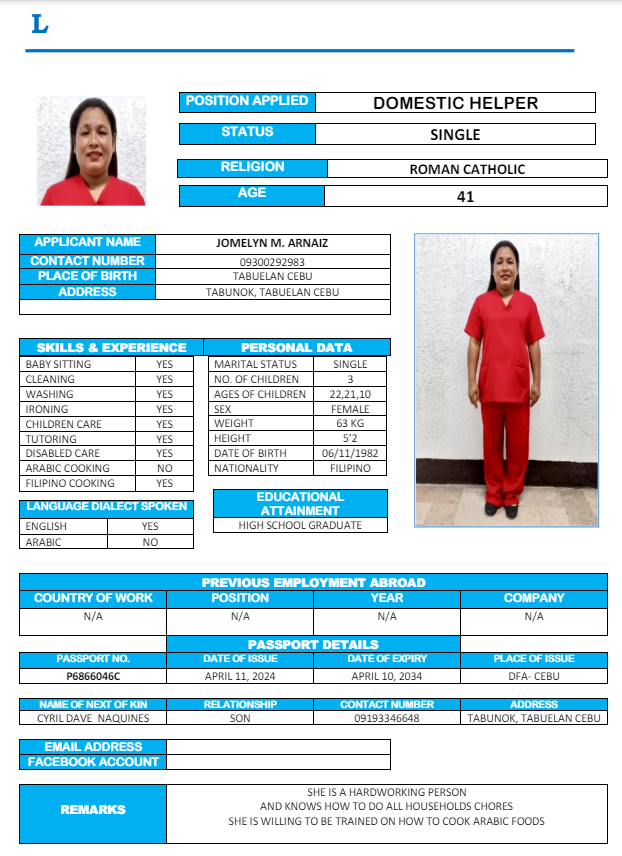 L
POSITION APPLIED DOMESTIC HELPER
STATUS SINGLE
RELIGION ROMAN CATHOLIC
AGE 41
APPLICANT NAME JOMELYN M. ARNAIZ
CONTACT NUMBER 09300292983
PLACE OF BIRTH TABUELAN CEBU
ADDRESS TABUNOK, TABUELAN CEBU
SKILLS & EXPERIENCE
BABY SITTING YES
CLEANING YES
WASHING YES
IRONING YES
CHILDREN CARE YES
TUTORING YES
DISABLED CARE YES
ARABIC COOKING NO
FILIPINO COOKING YES
LANGUAGE DIALECT SPOKEN
ENGLISH YES
ARABIC NO
PERSONAL DATA
MARITAL STATUS SINGLE
NO. OF CHILDREN 3
AGES OF CHILDREN 22,21,10
SEX FEMALE
WEIGHT 63 KG
HEIGHT 5’2
DATE OF BIRTH 06/11/1982
NATIONALITY FILIPINO
EDUCATIONAL
ATTAINMENT
HIGH SCHOOL GRADUATE
PREVIOUS EMPLOYMENT ABROAD
COUNTRY OF WORK POSITION YEAR COMPANY
N/A N/A N/A N/A
PASSPORT DETAILS
PASSPORT NO. DATE OF ISSUE DATE OF EXPIRY PLACE OF ISSUE
P6866046C APRIL 11, 2024 APRIL 10, 2034 DFA- CEBU
NAME OF NEXT OF KIN RELATIONSHIP CONTACT NUMBER ADDRESS
CYRIL DAVE NAQUINES SON 09193346648 TABUNOK, TABUELAN CEBU
EMAIL ADDRESS
FACEBOOK ACCOUNT
REMARKS
SHE IS A HARDWORKING PERSON
AND KNOWS HOW TO DO ALL HOUSEHOLDS CHORES
SHE IS WILLING TO BE TRAINED ON HOW TO COOK ARABIC FOODS